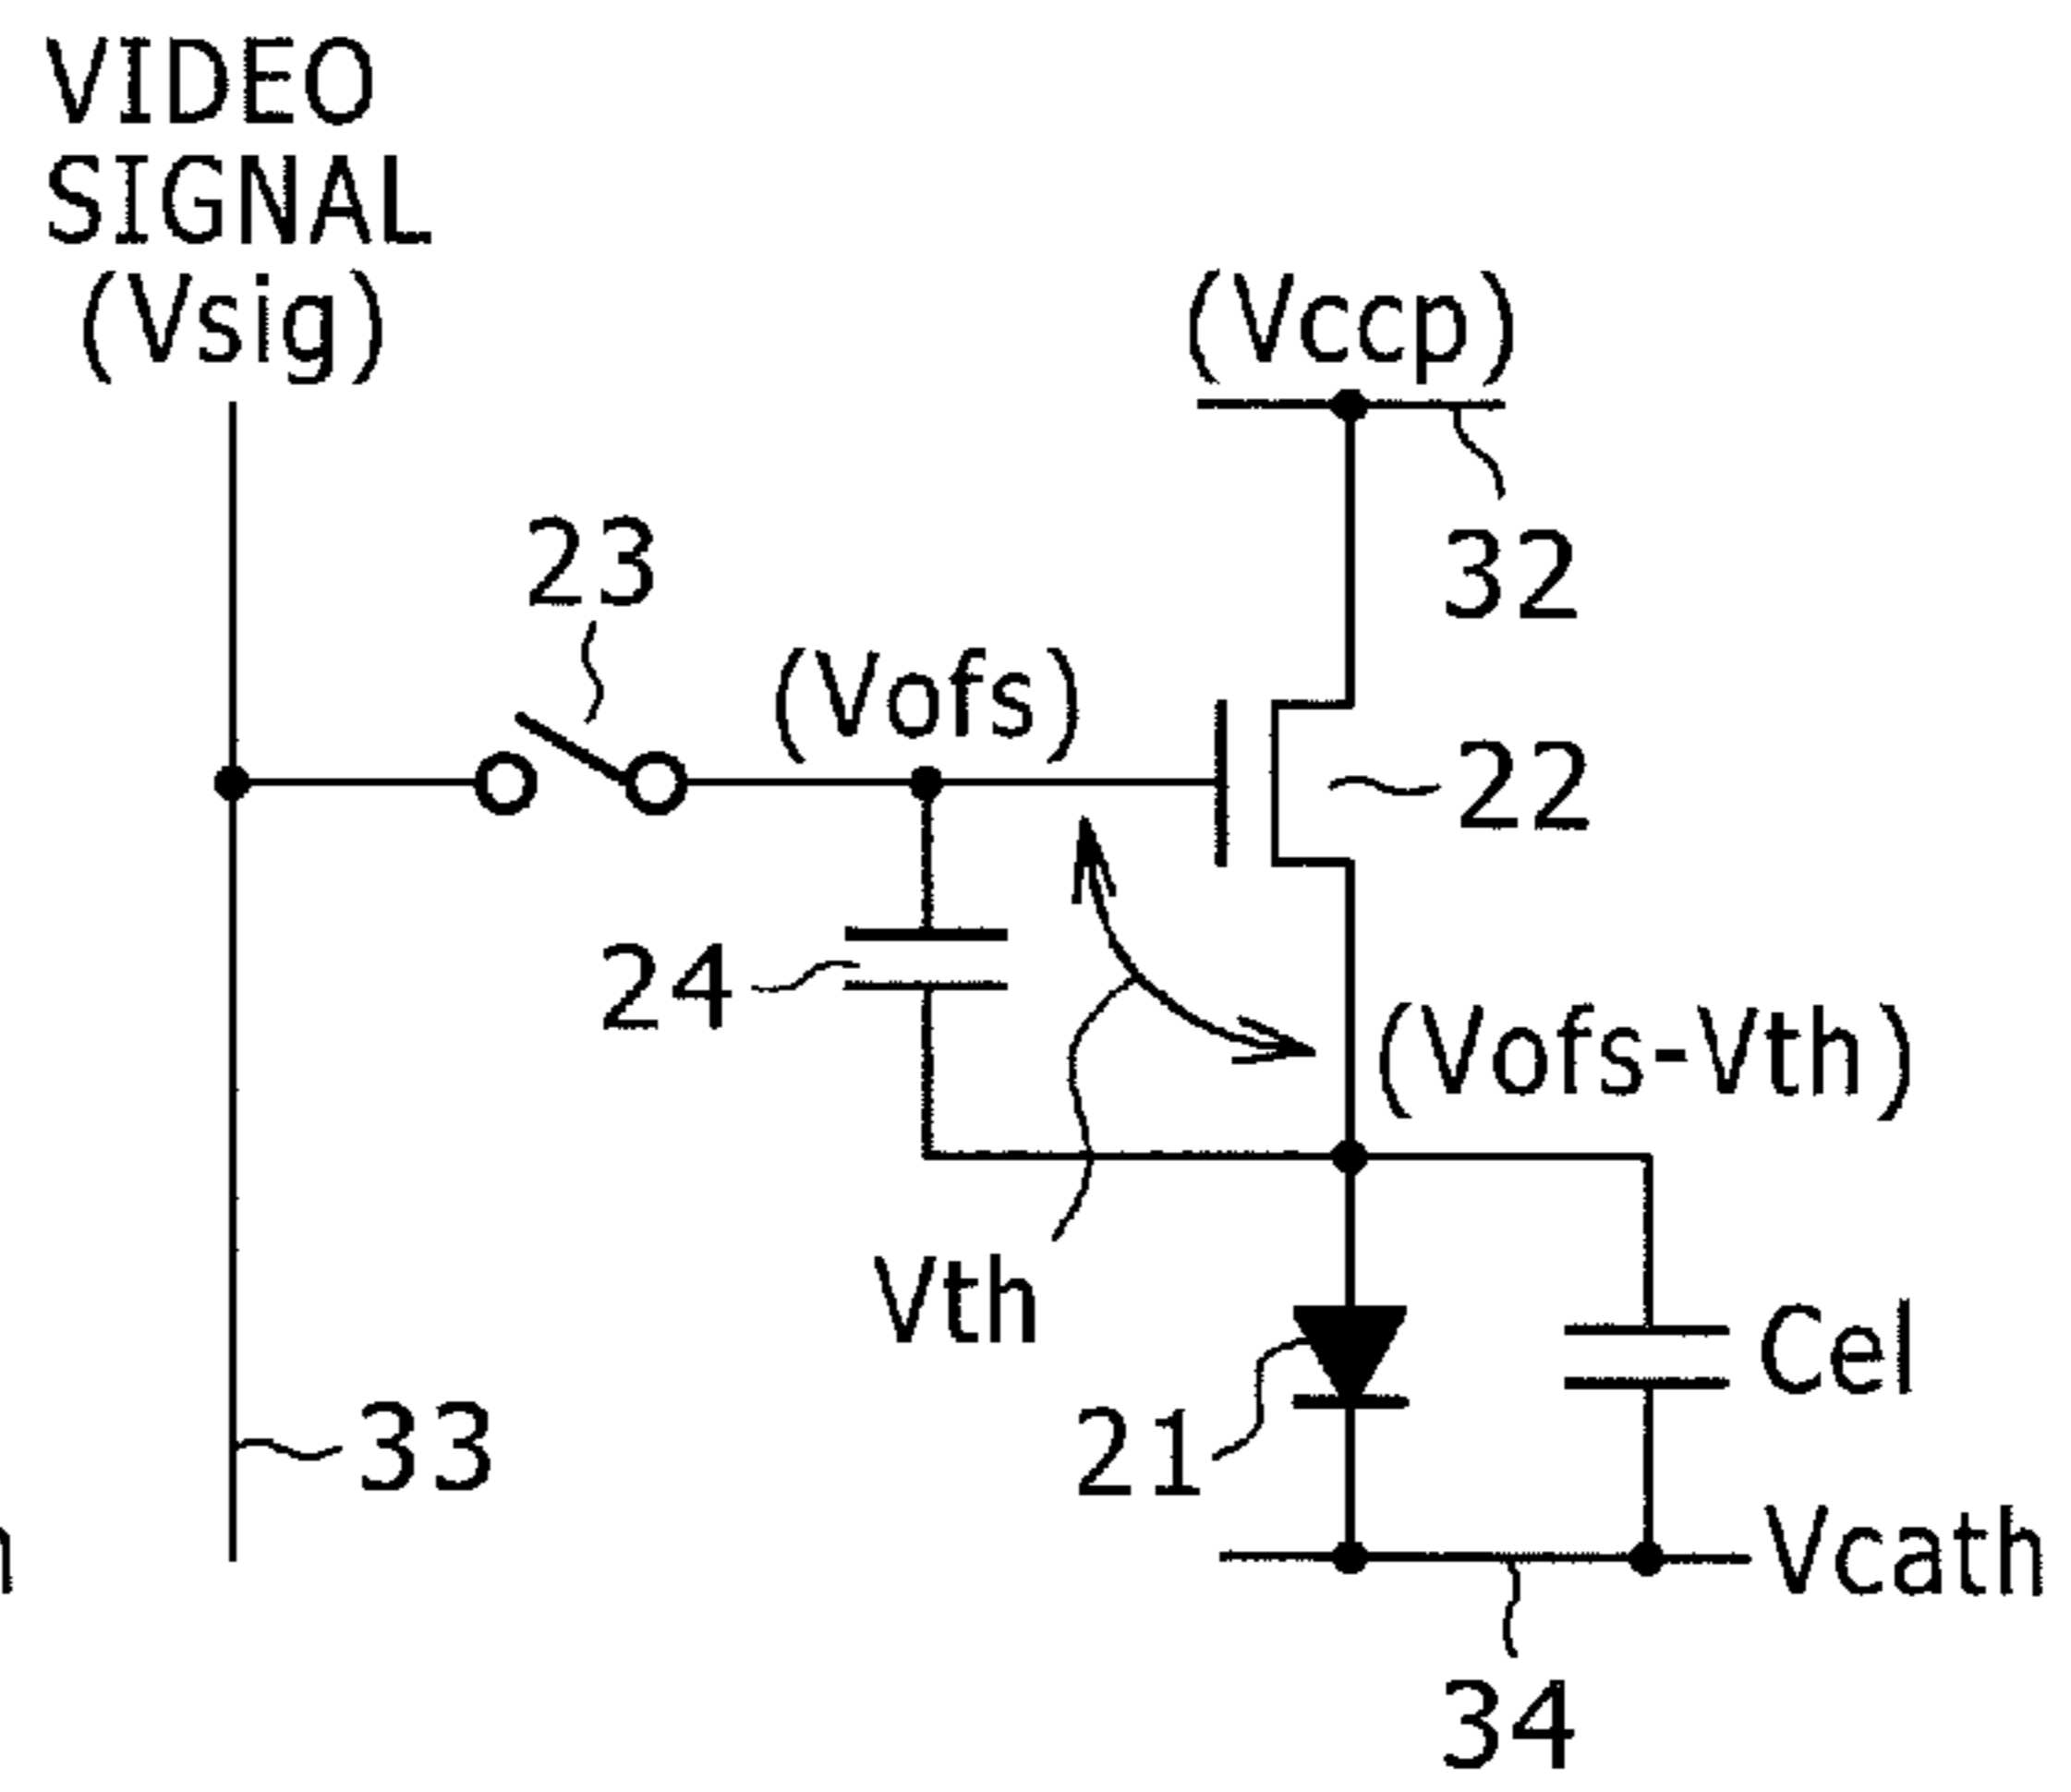 VIDEO
SIGNAL
(Vsig)
(Vccp)
32
23
(Vofs)
22
24
(Vofs-Vth)
Vth
Cel
21
33
Vcath
34